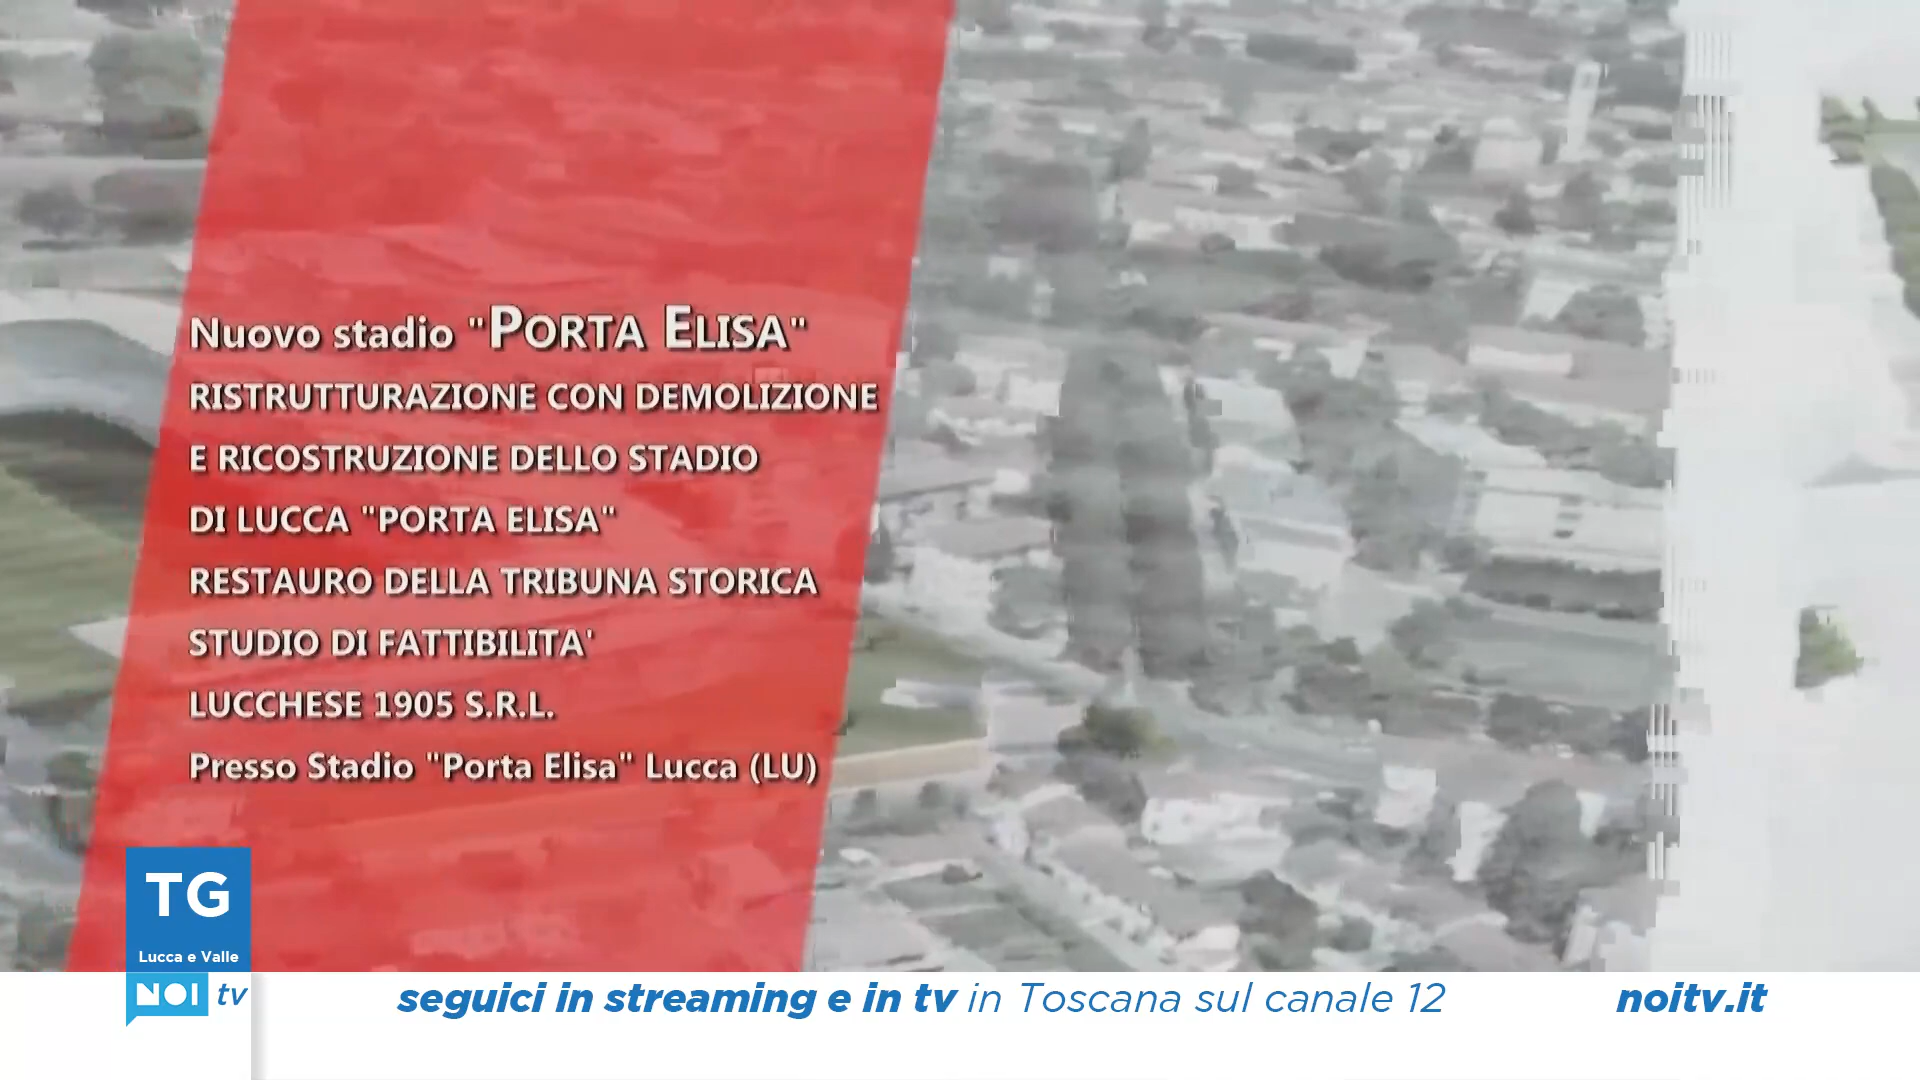 Nuovo stadio "PORTA ELISA"
RISTRUTTURAZIONE CON DEMOLIZIONE
E RICOSTRUZIONE DELLO STADIO
DI LUCCA "PORTA ELISA"
RESTAURO DELLA TRIBUNA STORICA
STUDIO DI FATTIBILITA'
LUCCHESE 1905 S.R.L.
Presso Stadio "Porta Elisa" Lucca (LU)
TG
Lucca e Valle
NOI tv
seguici in streaming e in tv in Toscana sul canale 12
noitv.it